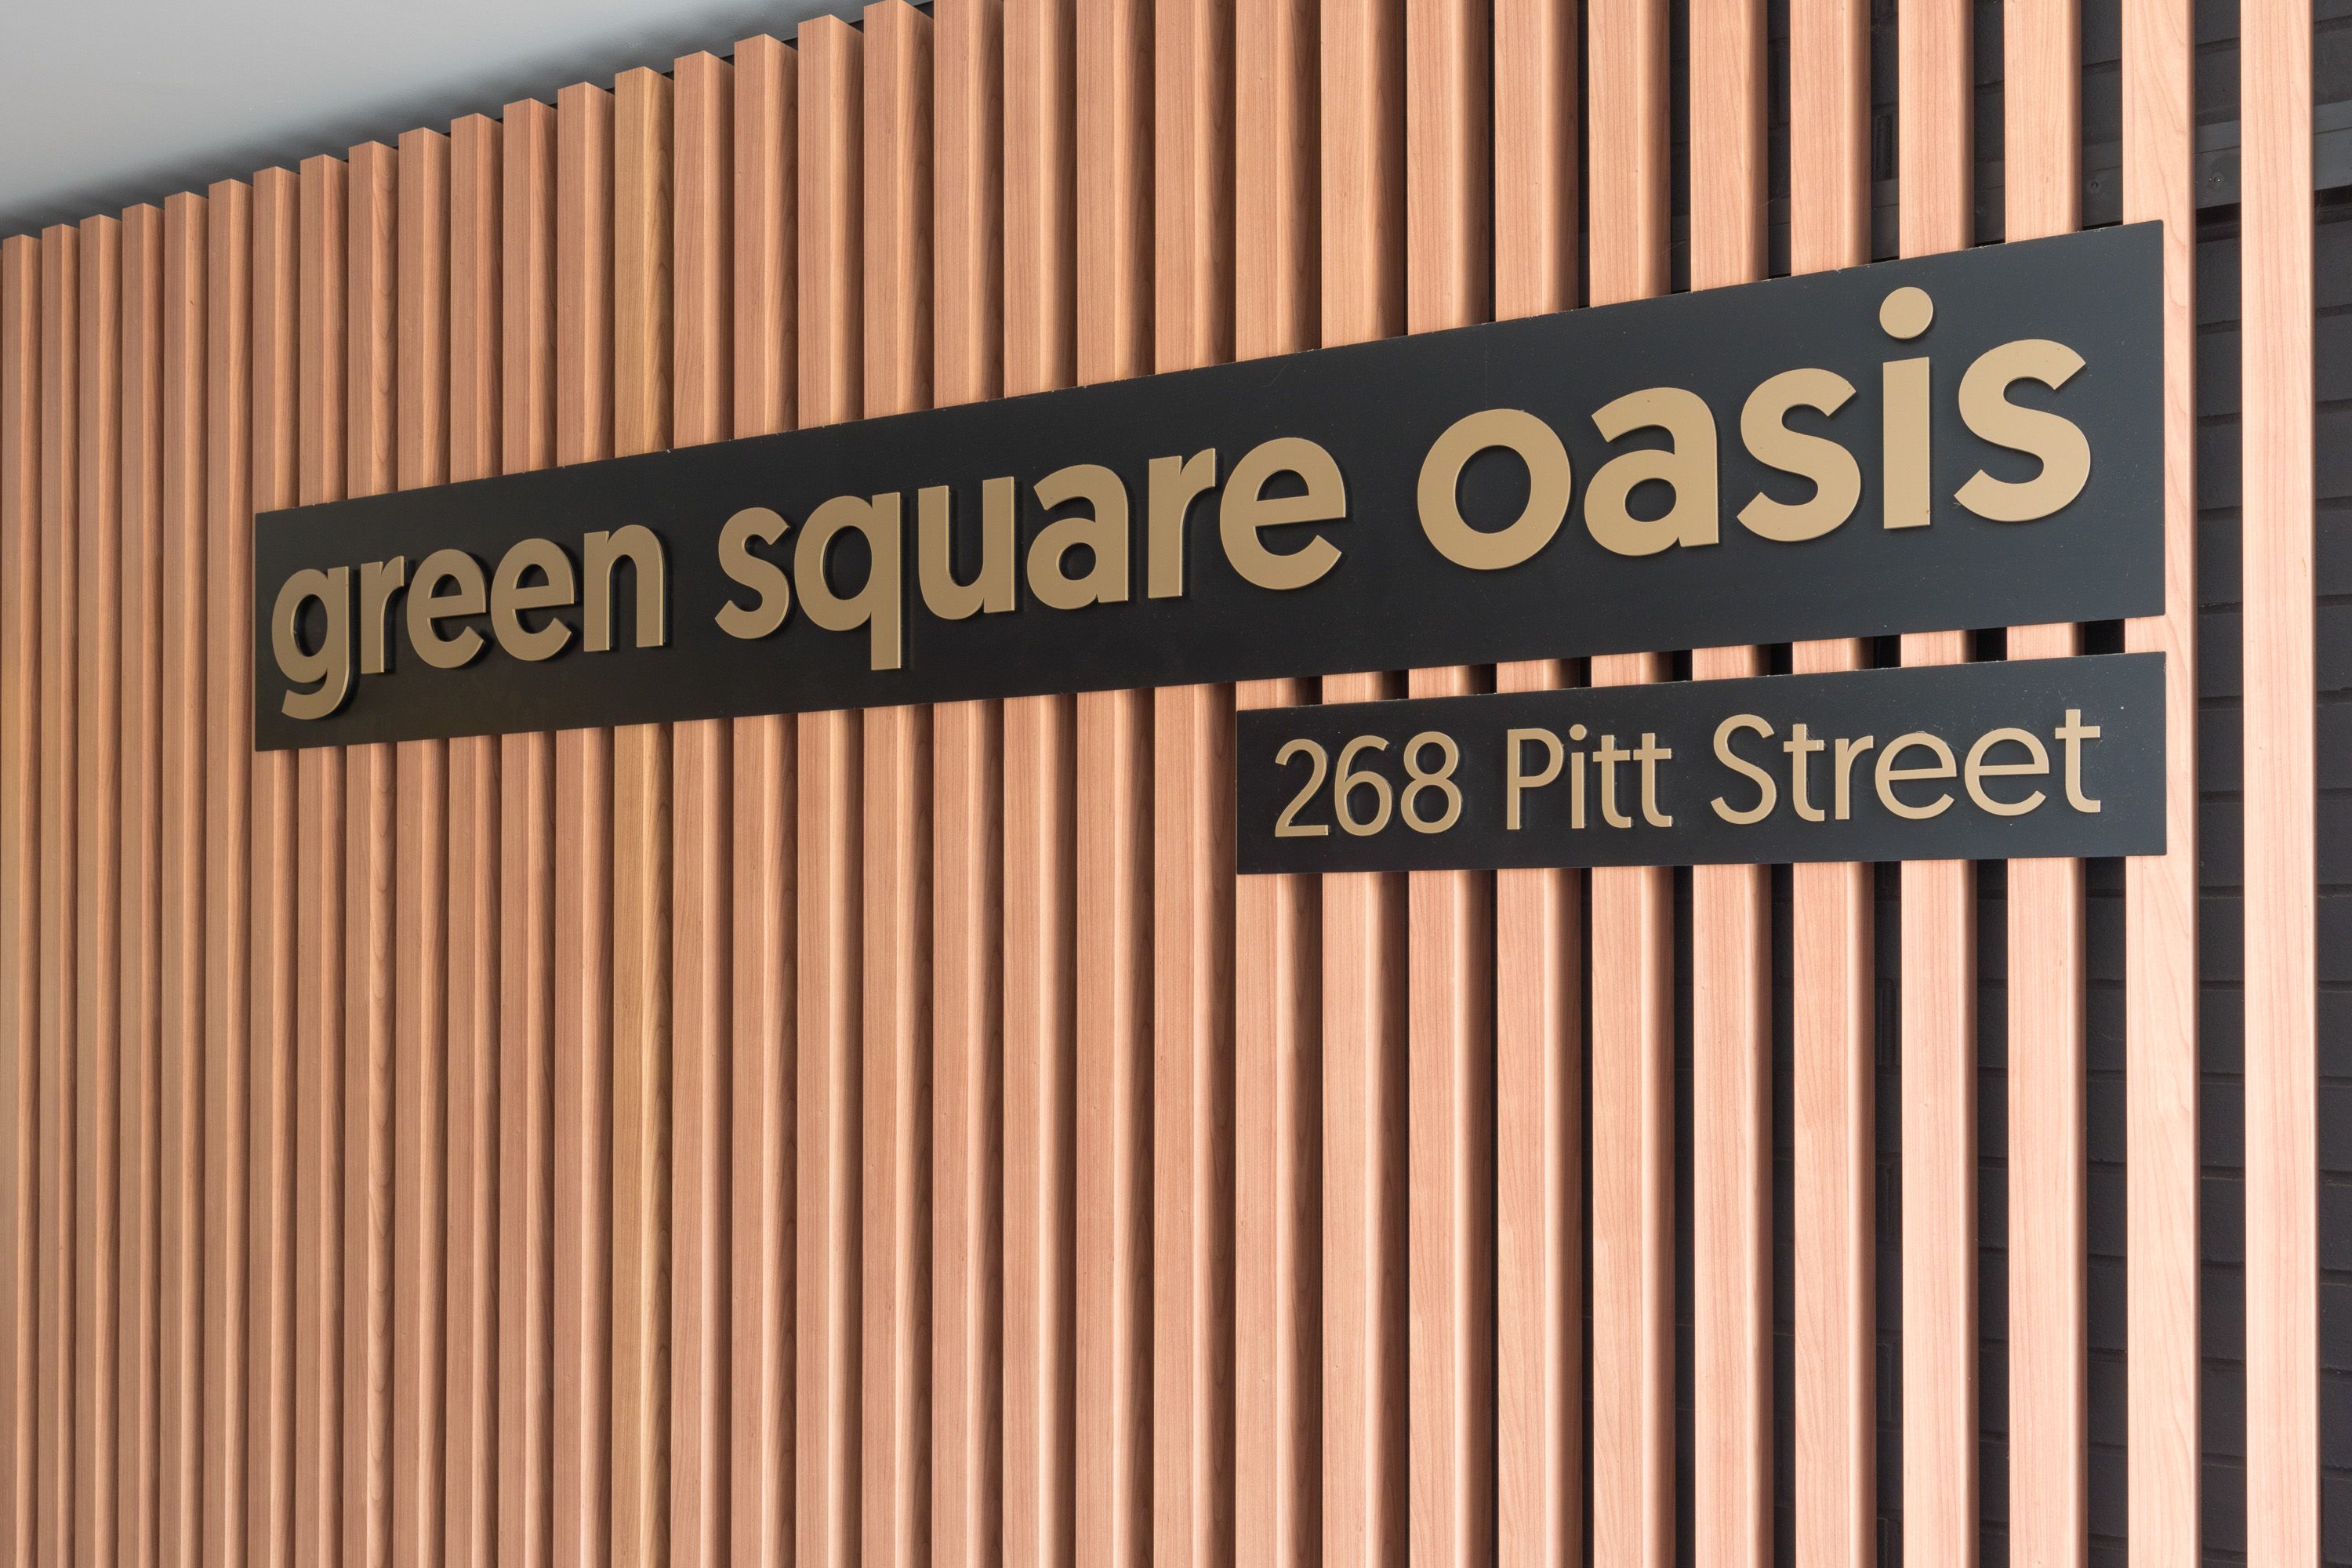 green square oasis
268 Pitt Street